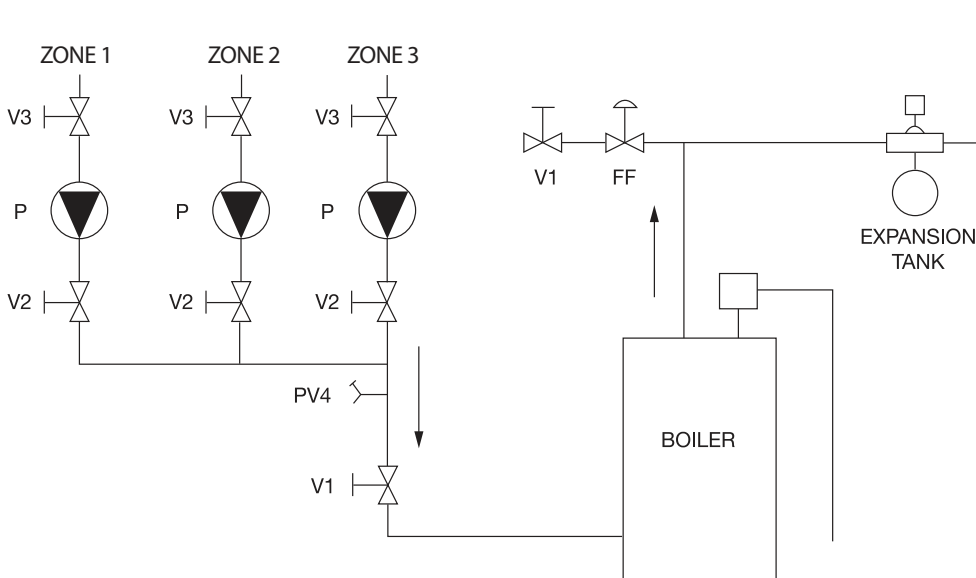 ZONE 1 ZONE 2 ZONE 3
V3 V3 V3
V1 FF
P P P
EXPANSION
TANK
V2 V2 V2
PV4
BOILER
V1